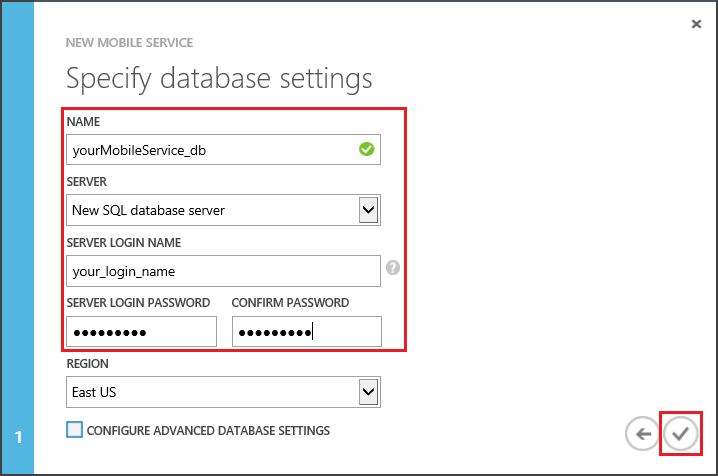 NEW MOBILE SERVICE
Specify database settings
NAME
yourMobileService_db
SERVER
New SQL database server
SERVER LOGIN NAME
your_login_name
?
SERVER LOGIN PASSWORD CONFIRM PASSWORD
●●●●●●●●● ●●●●●●●●●
REGION
East US
CONFIGURE ADVANCED DATABASE SETTINGS
1